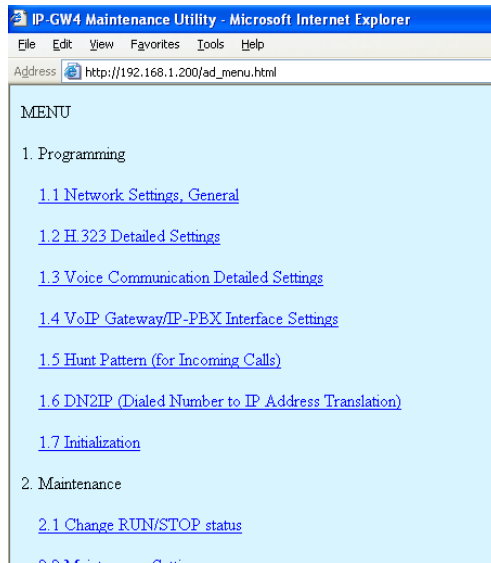 IP-GW4 Maintenance Utility - Microsoft Internet Explorer
File Edit View Favorites Tools Help
Address http://192.168.1.200/ad_menu.html
MENU
1. Programming
1.1 Network Settings, General
1.2 H.323 Detailed Settings
1.3 Voice Communication Detailed Settings
1.4 VoIP Gateway/IP-PBX Interface Settings
1.5 Hunt Pattern (for Incoming Calls)
1.6 DN2IP (Dialed Number to IP Address Translation)
1.7 Initialization
2. Maintenance
2.1 Change RUN/STOP status